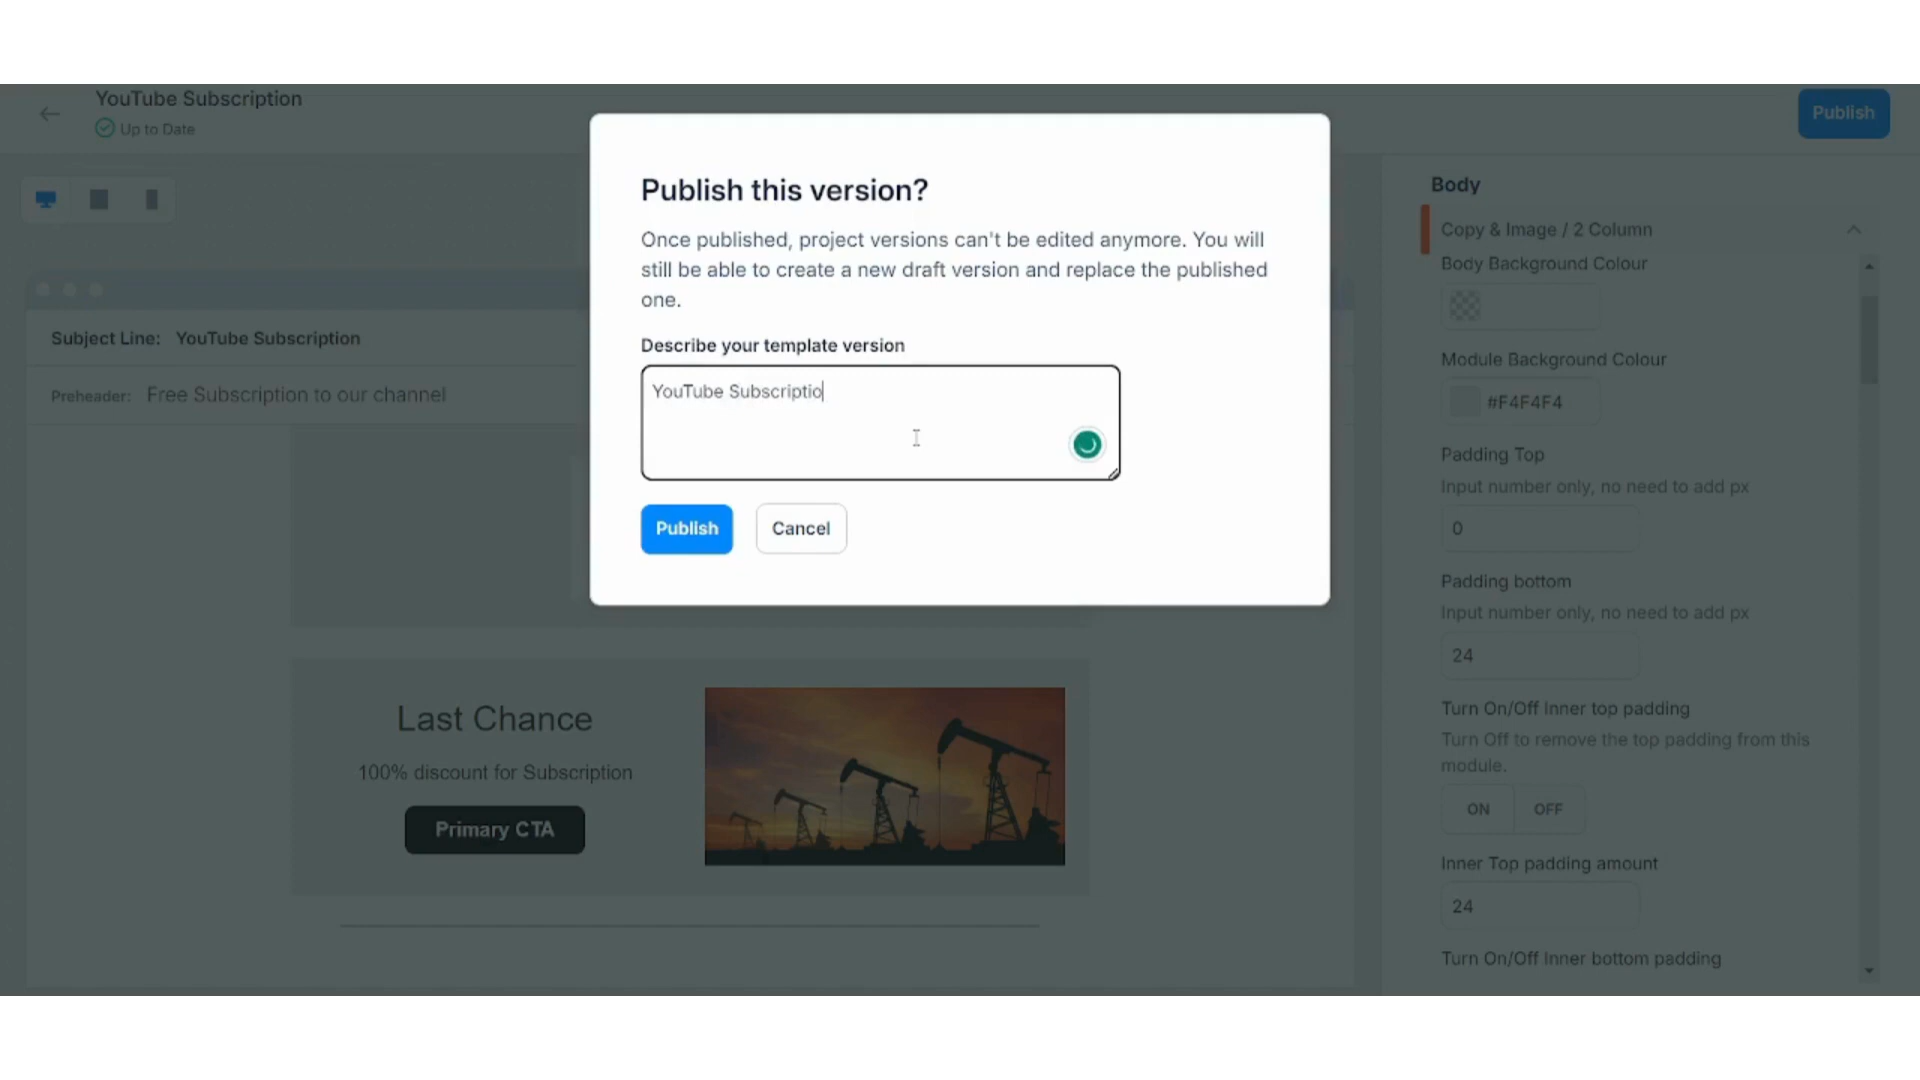 YouTube Subscription
Up to Date
Publish
Subject Line: YouTube Subscription
Preheader: Free Subscription to our channel
Publish this version?
Once published, project versions can't be edited anymore. You will
still be able to create a new draft version and replace the published
one.
Describe your template version
YouTube Subscriptio
Publish
Cancel
Last Chance
100% discount for Subscription
Primary CTA
Body
Copy & Image / 2 Column
Body Background Colour
Module Background Colour
#F4F4F4
Padding Top
Input number only, no need to add px
0
Padding bottom
Input number only, no need to add px
24
Turn On/Off Inner top padding
Turn Off to remove the top padding from this
module.
ON OFF
Inner Top padding amount
24
Turn On/Off Inner bottom padding